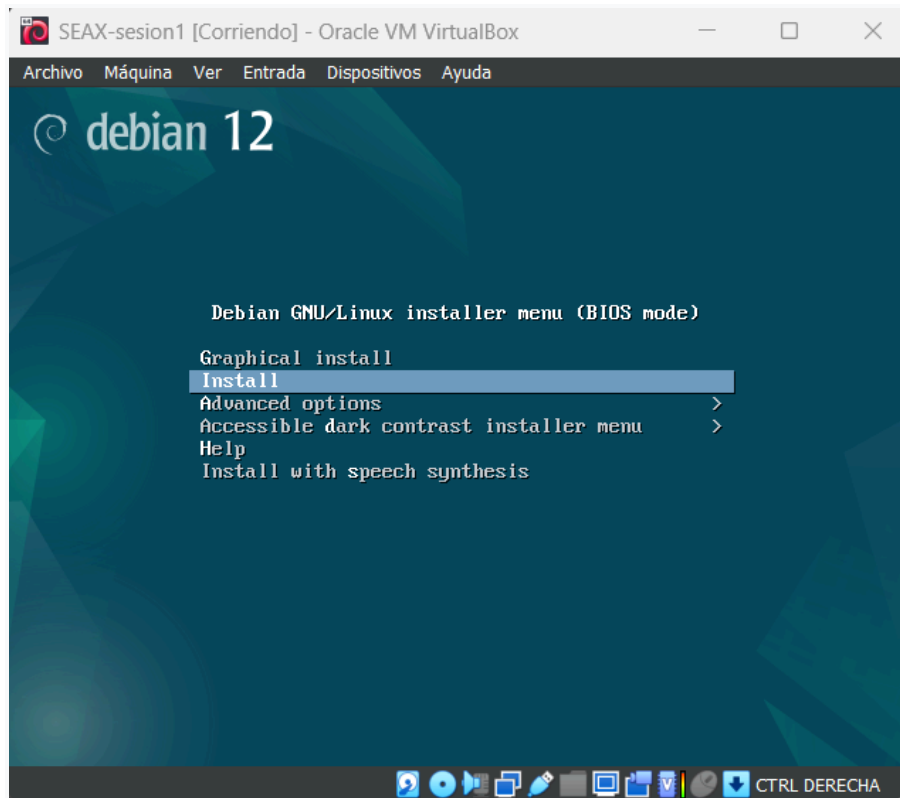 SEAX-sesion1 [Corriendo] - Oracle VM VirtualBox
Archivo Máquina Ver Entrada Dispositivos Ayuda
debian 12
Debian GNU/Linux installer menu (BIOS mode)
Graphical install
Install
Advanced options >
Accessible dark contrast installer menu >
Help
Install with speech synthesis
CTRL DERECHA